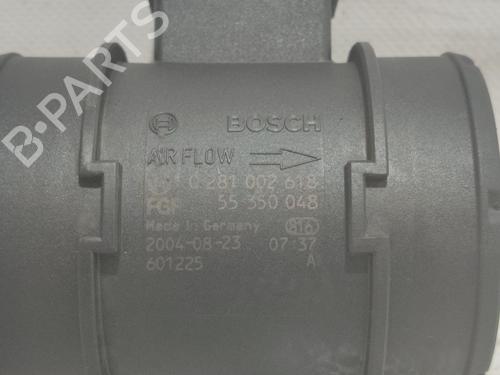 B-PARTS
BOSCH
AIR FLOW
0 281 002 618
FGP 55 350 048
Made in Germany 816
2004-08-23 07:37
601225 A